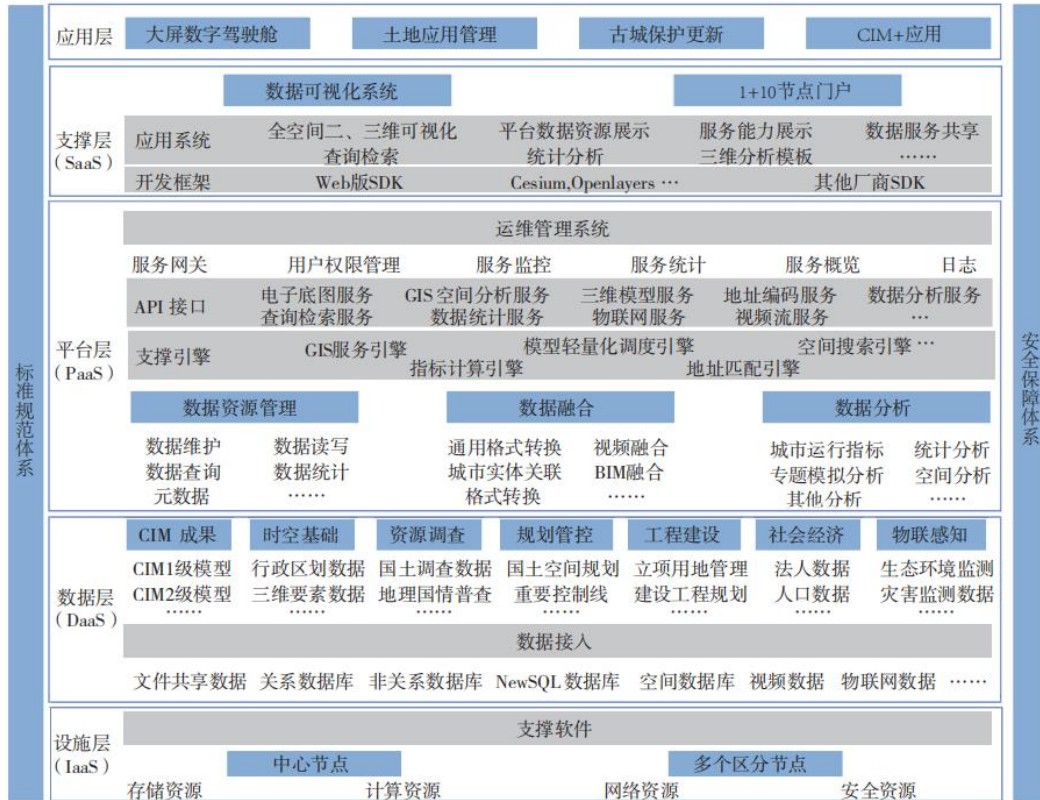 标准规范体系
应用层 大屏数字驾驶舱 土地应用管理 古城保护更新 CIM+应用
数据可视化系统 1+10节点门户
支撑层
(SaaS)
应用系统 全空间二、三维可视化 平台数据资源展示 服务能力展示 数据服务共享
查询检索 统计分析 三维分析模板 ……
开发框架 Web版SDK Cesium,Openlayers … 其他厂商SDK
运维管理系统
服务网关 用户权限管理 服务监控 服务统计 服务概览 日志
API 接口 电子底图服务 GIS空间分析服务 三维模型服务 地址编码服务 数据分析服务
查询检索服务 数据统计服务 物联网服务 视频流服务 …
平台层
(PaaS)
支撑引擎 GIS服务引擎 模型轻量化调度引擎 空间搜索引擎 …
指标计算引擎 地址匹配引擎
数据资源管理 数据融合 数据分析
数据维护 数据读写 通用格式转换 视频融合 城市运行指标 统计分析
数据查询 数据统计 城市实体关联 BIM融合 专题模拟分析 空间分析
元数据 …… 格式转换 …… 其他分析 ……
CIM 成果 时空基础 资源调查 规划管控 工程建设 社会经济 物联感知
CIM1级模型 行政区划数据 国土调查数据 国土空间规划 立项用地管理 法人数据 生态环境监测
CIM2级模型 三维要素数据 地理国情普查 重要控制线 建设工程规划 人口数据 灾害监测数据
…… …… …… …… …… …… ……
数据层
(DaaS)
数据接入
文件共享数据 关系数据库 非关系数据库 NewSQL数据库 空间数据库 视频数据 物联网数据 ……
支撑软件
设施层
(IaaS)
中心节点 多个区分节点
存储资源 计算资源 网络资源 安全资源
安全保障体系